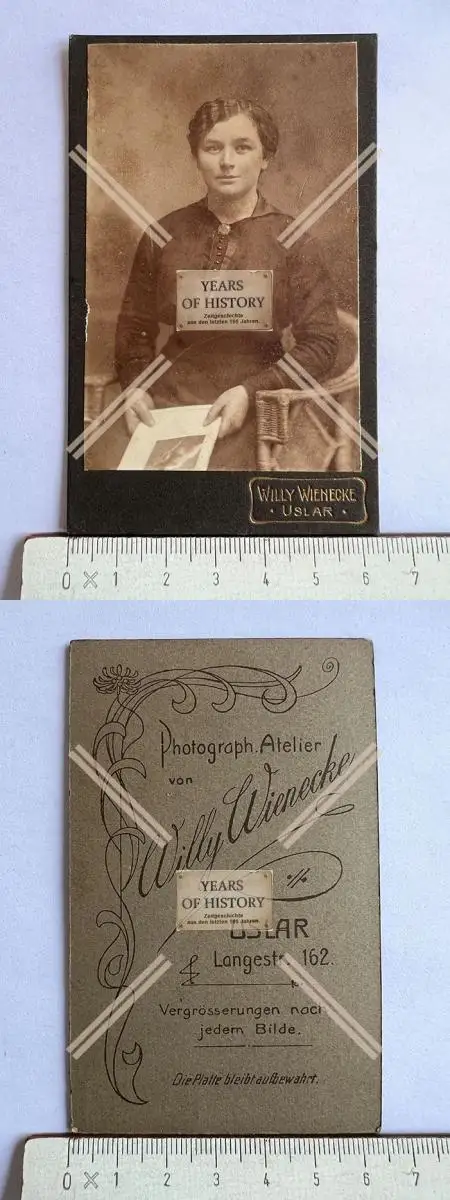 YEARS
OF HISTORY
Zeitgeschichte
aus den letzten 100 Jahren.
WILLY WIENECKE
· USLAR ·
0 1 2 3 4 5 6 7
Photograph. Atelier
von
Willy Wienecke
YEARS
OF HISTORY
Zeitgeschichte
aus den letzten 100 Jahren.
USLAR
Langestr. 162.
Vergrösserungen nach
jedem Bilde.
Die Platte bleibt aufbewahrt.
0 1 2 3 4 5 6 7